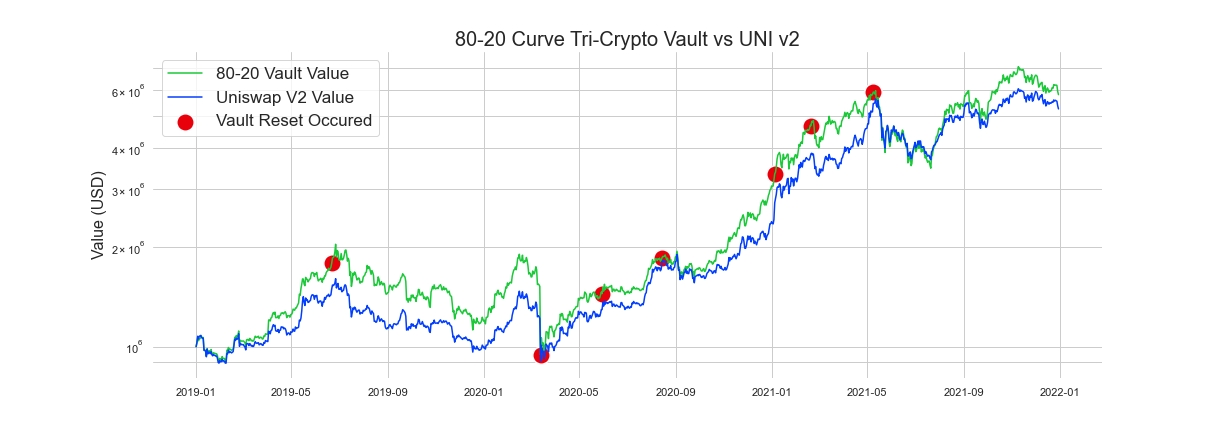 80-20 Curve Tri-Crypto Vault vs UNI v2
80-20 Vault Value
Uniswap V2 Value
Vault Reset Occured
Value (USD)
6 × 10⁶
4 × 10⁶
3 × 10⁶
2 × 10⁶
10⁶
2019-01 2019-05 2019-09 2020-01 2020-05 2020-09 2021-01 2021-05 2021-09 2022-01